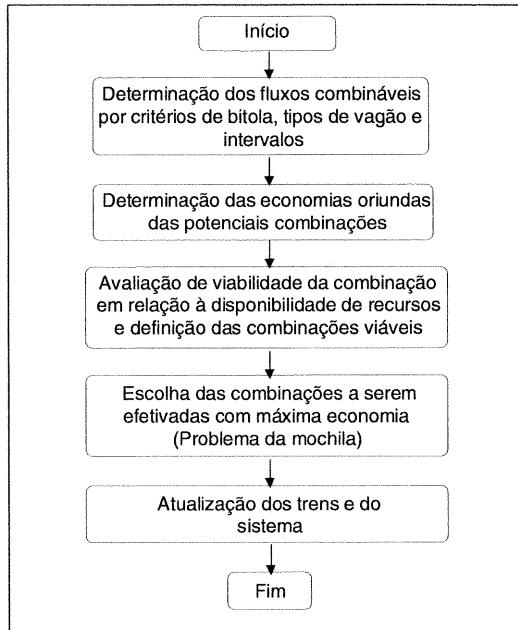 Início
Determinação dos fluxos combináveis
por critérios de bitola, tipos de vagão e
intervalos
Determinação das economias oriundas
das potenciais combinações
Avaliação de viabilidade da combinação
em relação à disponibilidade de recursos
e definição das combinações viáveis
Escolha das combinações a serem
efetivadas com máxima economia
(Problema da mochila)
Atualização dos trens e do
sistema
Fim